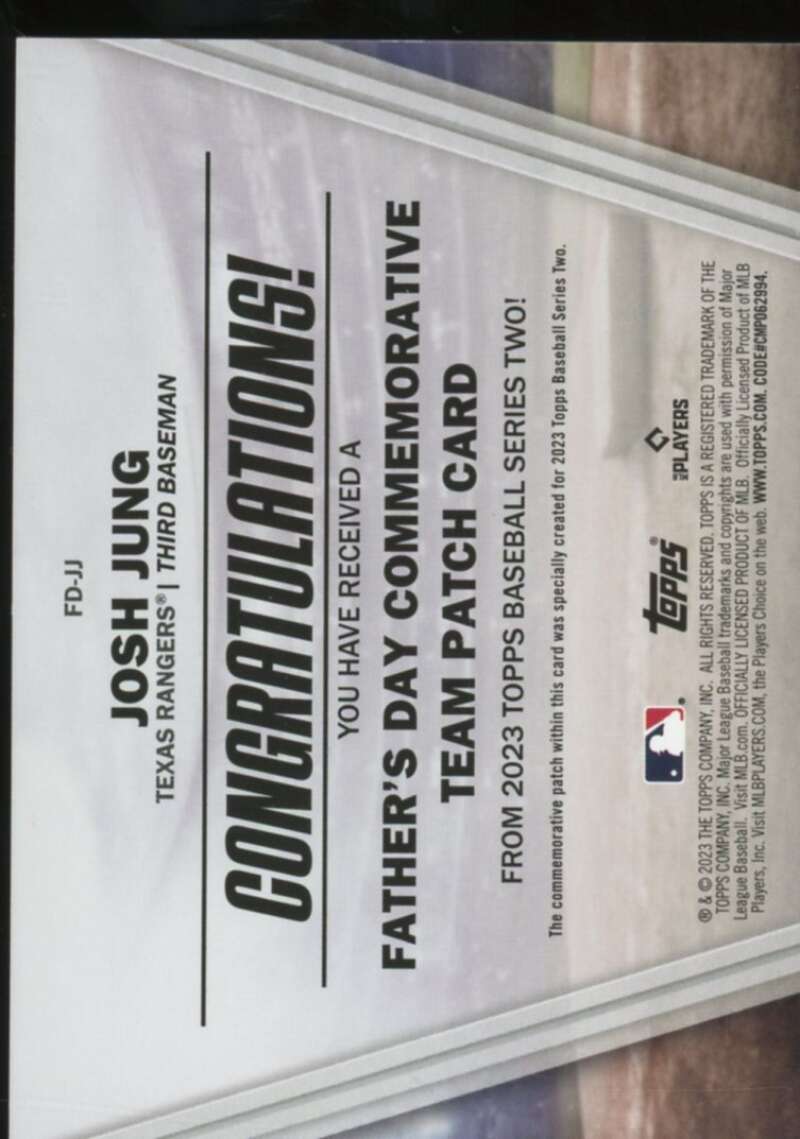 FD-JJ
JOSH JUNG
TEXAS RANGERS® | THIRD BASEMAN
CONGRATULATIONS!
YOU HAVE RECEIVED A
FATHER'S DAY COMMEMORATIVE
TEAM PATCH CARD
FROM 2023 TOPPS BASEBALL SERIES TWO!
The commemorative patch within this card was specially created for 2023 Topps Baseball Series Two.
topps®
MLB PLAYERS
® & © 2023 THE TOPPS COMPANY, INC. ALL RIGHTS RESERVED. TOPPS IS A REGISTERED TRADEMARK OF THE
TOPPS COMPANY, INC. Major League Baseball trademarks and copyrights are used with permission of Major
League Baseball. Visit MLB.com. OFFICIALLY LICENSED PRODUCT OF MLB. Officially Licensed Product of MLB
Players, Inc. Visit MLBPLAYERS.COM, the Players Choice on the web. WWW.TOPPS.COM. CODE#CMP062994.